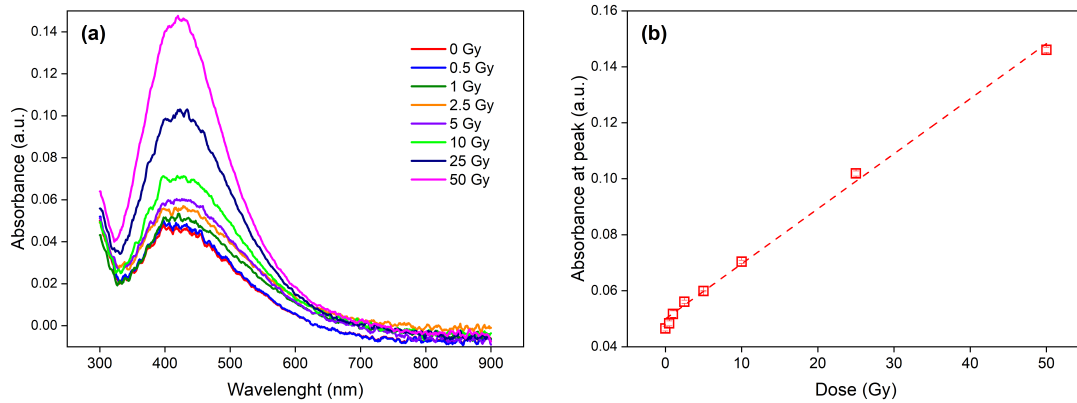 (a)
0 Gy
0.5 Gy
1 Gy
2.5 Gy
5 Gy
10 Gy
25 Gy
50 Gy
0.14
0.12
0.10
0.08
0.06
0.04
0.02
0.00
Absorbance (a.u.)
300 400 500 600 700 800 900
Wavelenght (nm)
(b)
0.16
0.14
0.12
0.10
0.08
0.06
0.04
Absorbance at peak (a.u.)
0 10 20 30 40 50
Dose (Gy)